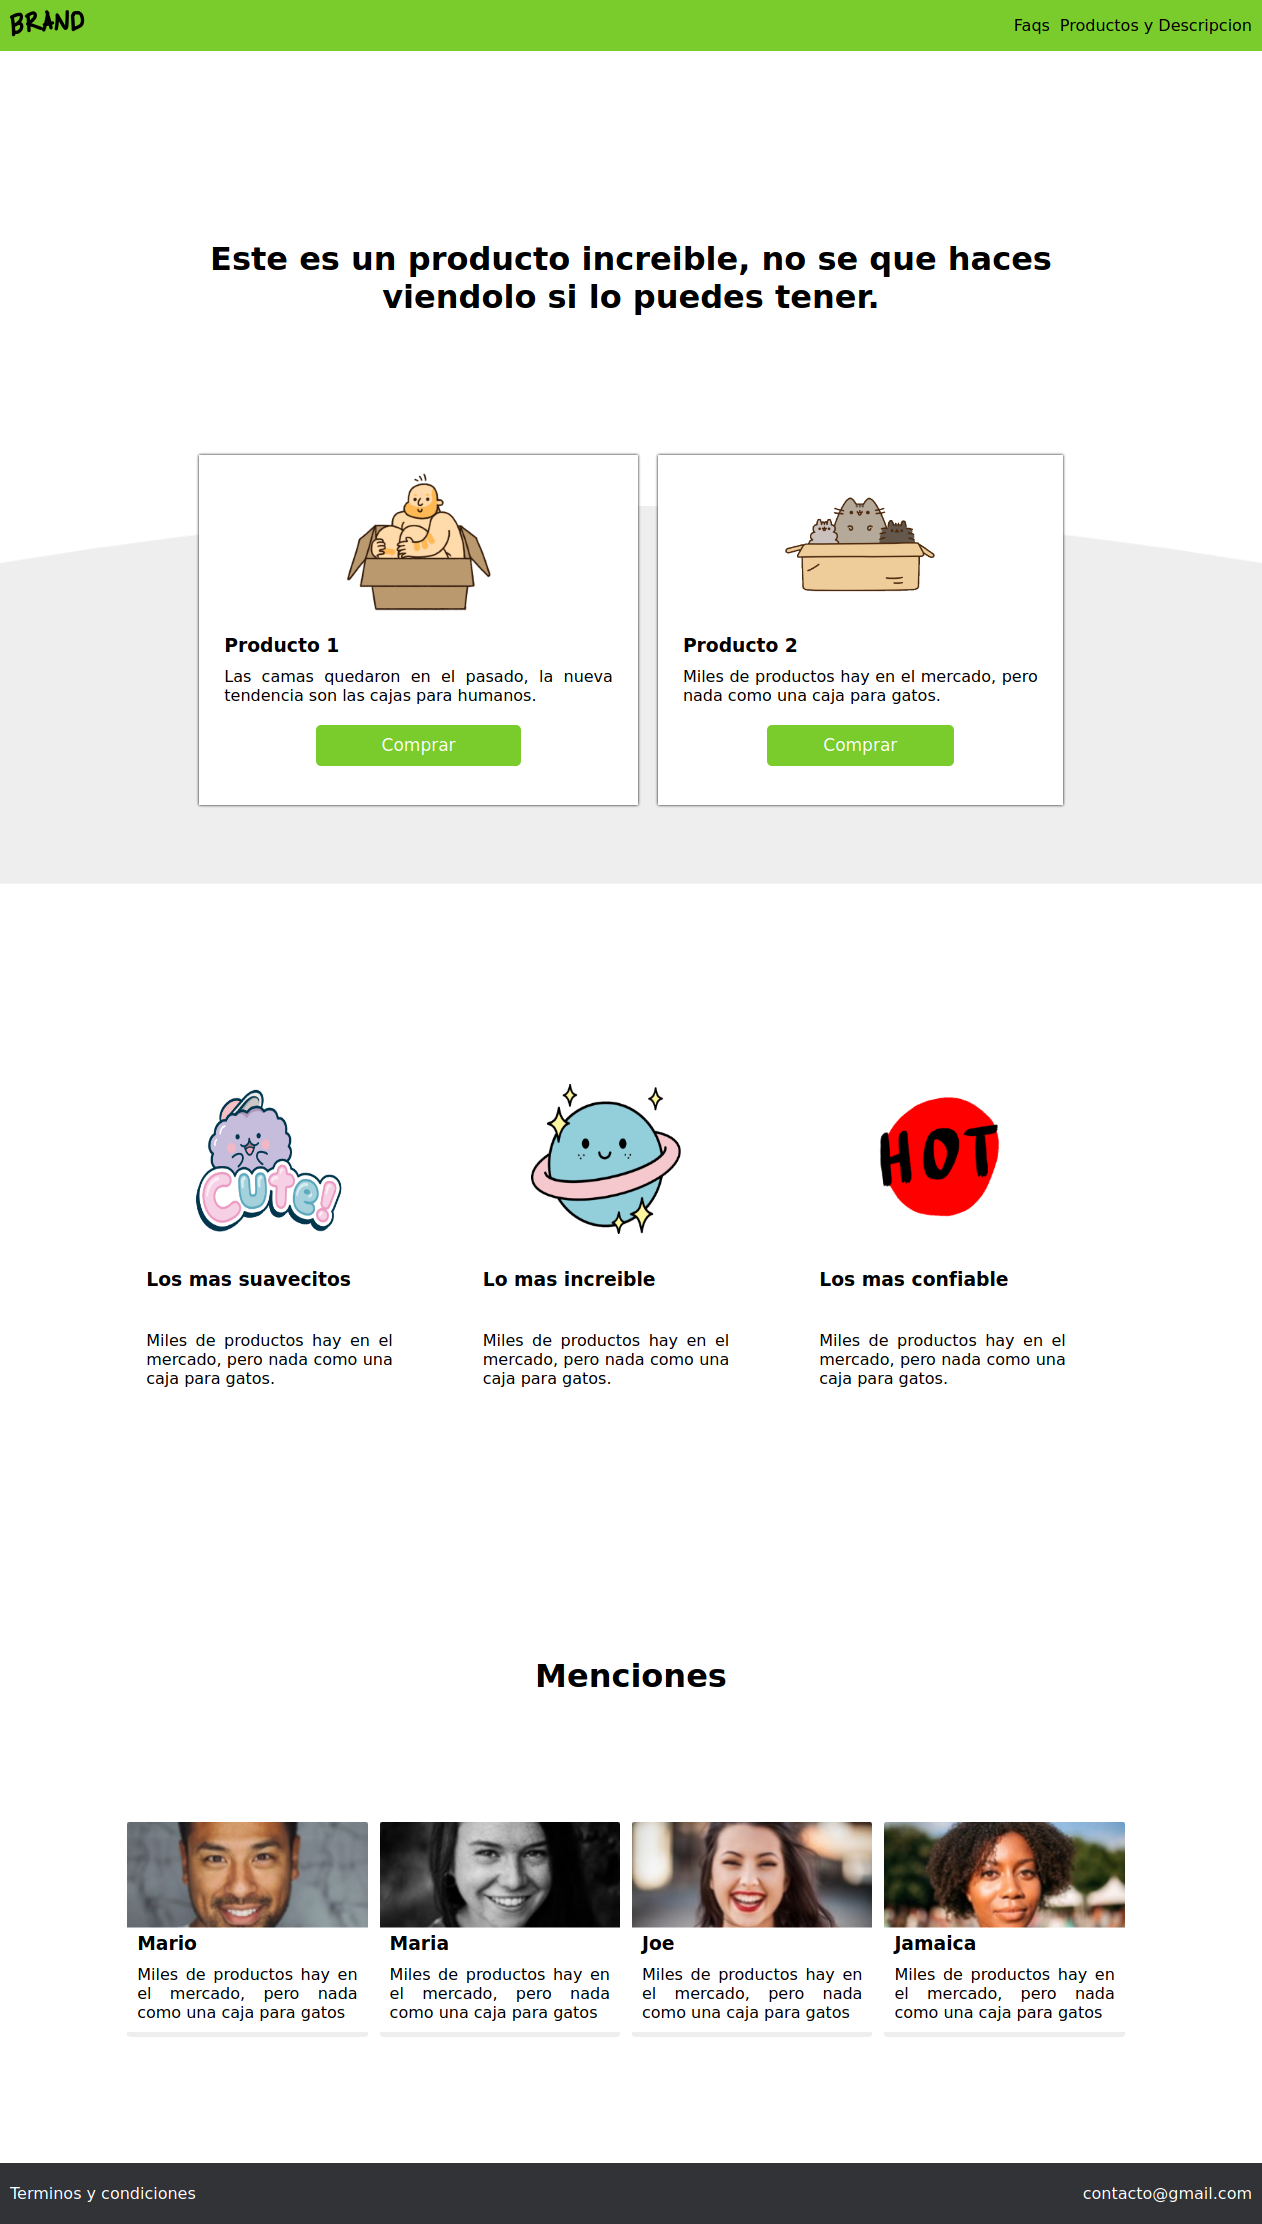 BRAND
Faqs Productos y Descripcion
Este es un producto increible, no se que haces
viendolo si lo puedes tener.
Producto 1
Las camas quedaron en el pasado, la nueva
tendencia son las cajas para humanos.
Comprar
Producto 2
Miles de productos hay en el mercado, pero
nada como una caja para gatos.
Comprar
Cute!
HOT
Los mas suavecitos
Miles de productos hay en el
mercado, pero nada como una
caja para gatos.
Lo mas increible
Miles de productos hay en el
mercado, pero nada como una
caja para gatos.
Los mas confiable
Miles de productos hay en el
mercado, pero nada como una
caja para gatos.
Menciones
Mario
Miles de productos hay en
el mercado, pero nada
como una caja para gatos
Maria
Miles de productos hay en
el mercado, pero nada
como una caja para gatos
Joe
Miles de productos hay en
el mercado, pero nada
como una caja para gatos
Jamaica
Miles de productos hay en
el mercado, pero nada
como una caja para gatos
Terminos y condiciones
contacto@gmail.com